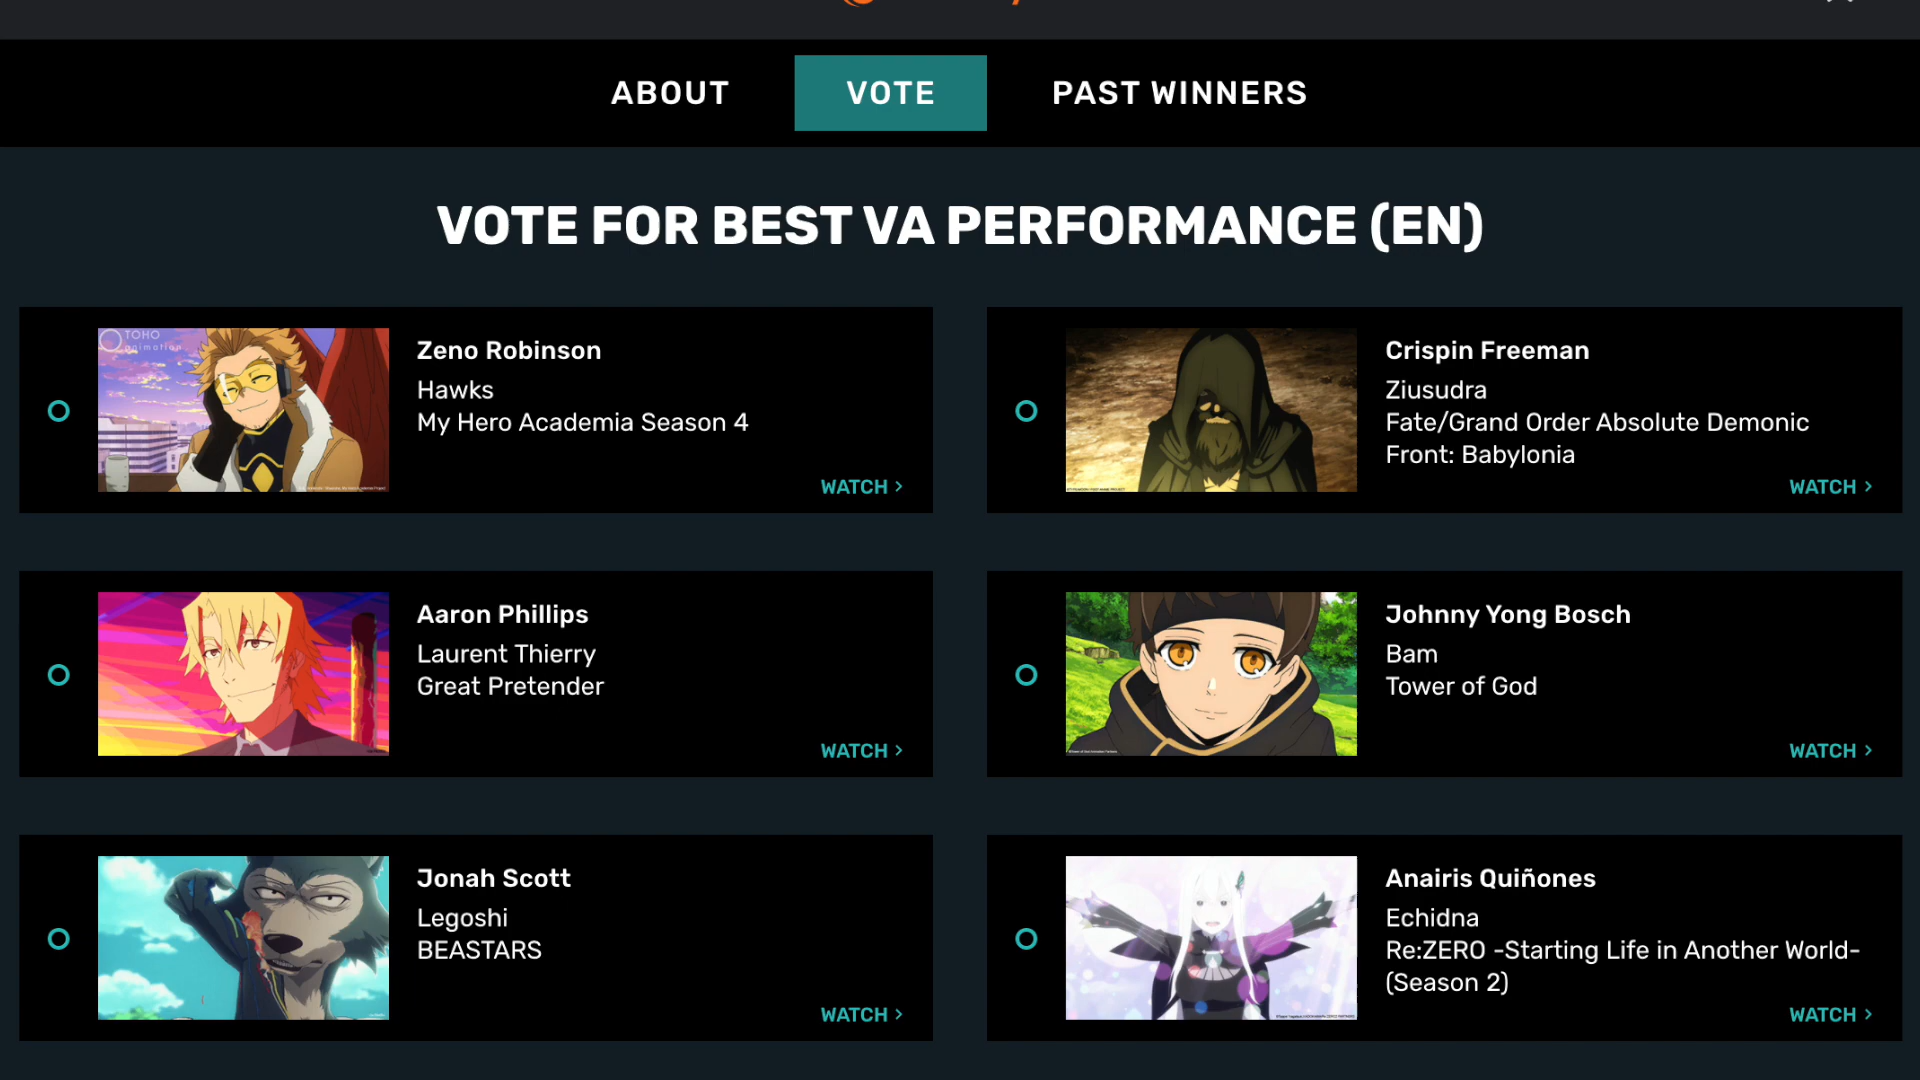 ABOUT
VOTE
PAST WINNERS
VOTE FOR BEST VA PERFORMANCE (EN)
TOHO
animation
Zeno Robinson
Hawks
My Hero Academia Season 4
WATCH >
Crispin Freeman
Ziusudra
Fate/Grand Order Absolute Demonic
Front: Babylonia
WATCH >
Aaron Phillips
Laurent Thierry
Great Pretender
WATCH >
Johnny Yong Bosch
Bam
Tower of God
WATCH >
Jonah Scott
Legoshi
BEASTARS
WATCH >
Anairis Quiñones
Echidna
Re:ZERO -Starting Life in Another World-
(Season 2)
WATCH >